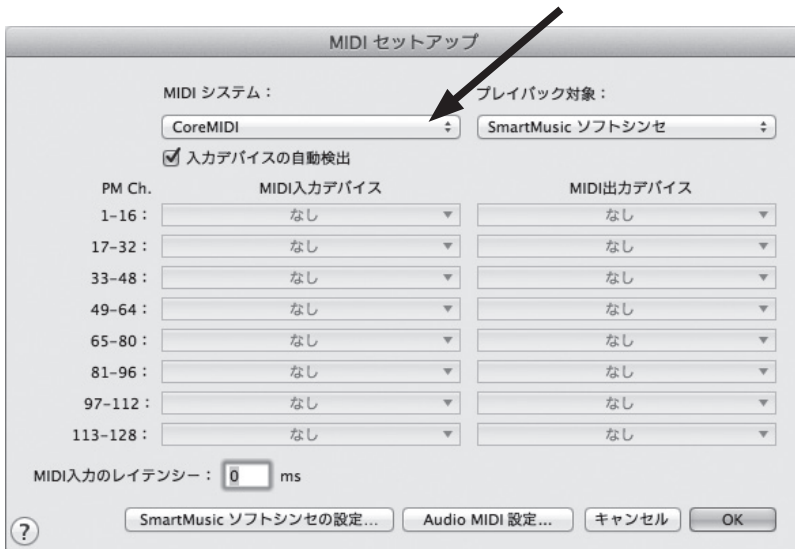 MIDI セットアップ
MIDI システム： プレイバック対象：
CoreMIDI SmartMusic ソフトシンセ
入力デバイスの自動検出
PM Ch. MIDI入力デバイス MIDI出力デバイス
1–16： なし なし
17–32： なし なし
33–48： なし なし
49–64： なし なし
65–80： なし なし
81–96： なし なし
97–112： なし なし
113–128： なし なし
MIDI入力のレイテンシー： 0 ms
? SmartMusic ソフトシンセの設定... Audio MIDI 設定... キャンセル OK